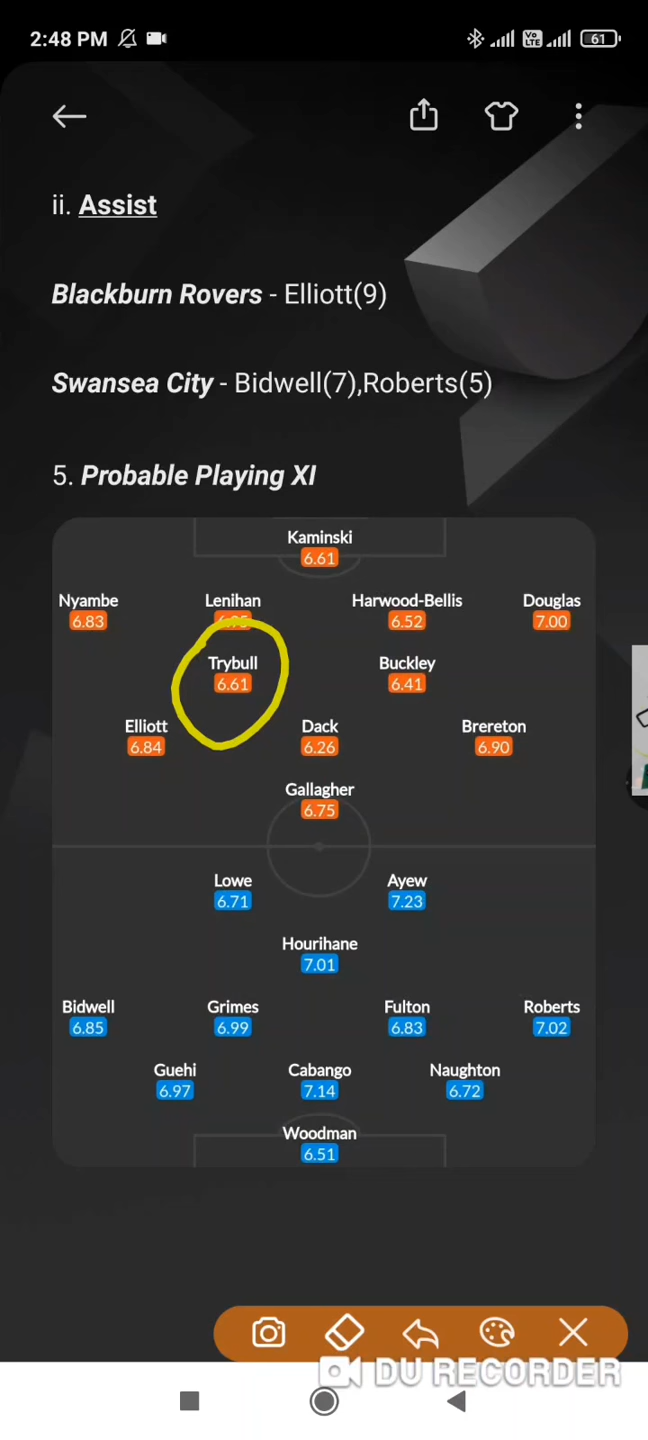 2:48 PM
Vo LTE 61
ii. Assist
Blackburn Rovers - Elliott(9)
Swansea City - Bidwell(7),Roberts(5)
5. Probable Playing XI
Kaminski
6.61
Nyambe Lenihan Harwood-Bellis Douglas
6.83 6.52 7.00
Trybull Buckley
6.61 6.41
Elliott Dack Brereton
6.84 6.26 6.90
Gallagher
6.75
Lowe Ayew
6.71 7.23
Hourihane
7.01
Bidwell Grimes Fulton Roberts
6.85 6.99 6.83 7.02
Guehi Cabango Naughton
6.97 7.14 6.72
Woodman
6.51
DU RECORDER